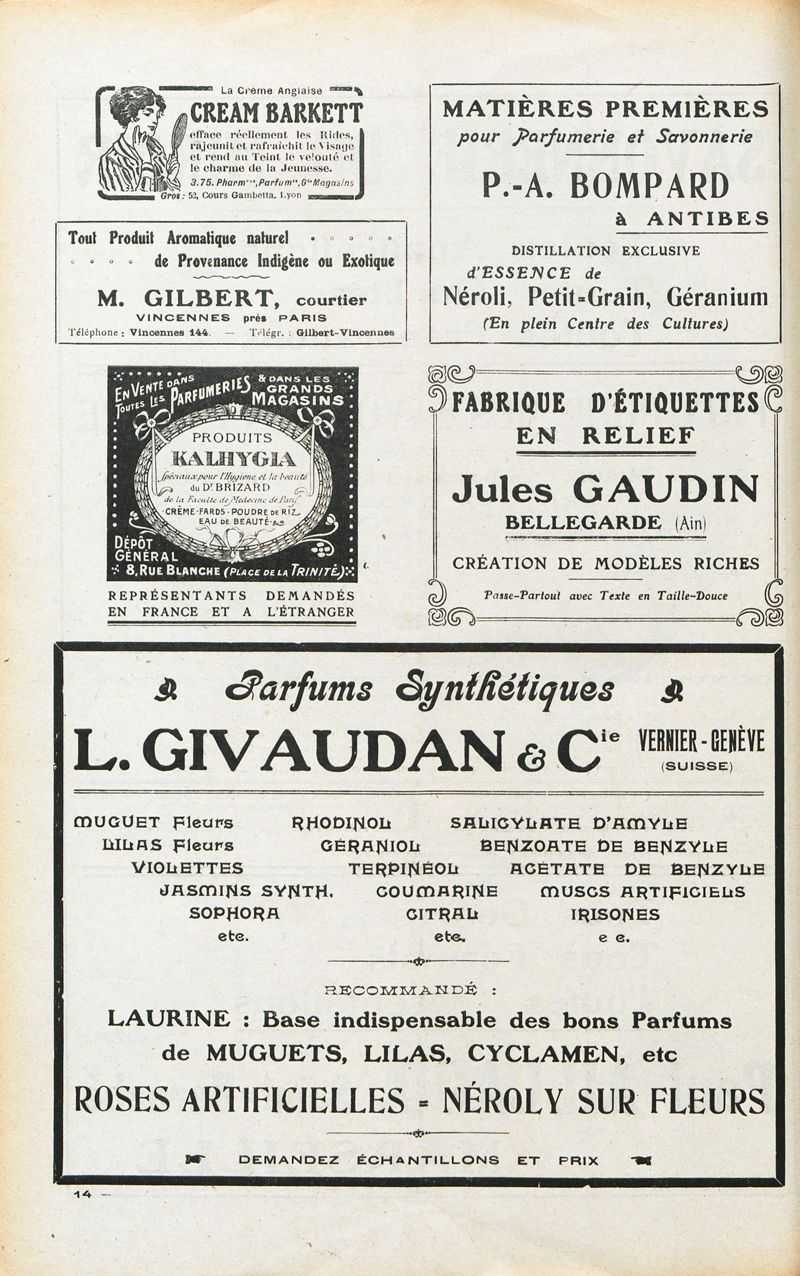 La Crème Anglaise
CREAM BARKETT
efface réellement les Rides,
rajeunit et rafraichit le Visage
et rend au Teint le velouté et
le charme de la Jeunesse.
3.75. Pharm^ies, Parfum^ies, G^ds Magasins
Gros: 52, Cours Gambetta, Lyon
Tout Produit Aromatique naturel
de Provenance Indigène ou Exotique
M. GILBERT, courtier
VINCENNES près PARIS
Téléphone : Vincennes 144. — Télégr. : Gilbert-Vincennes
MATIÈRES PREMIÈRES
pour Parfumerie et Savonnerie
P.-A. BOMPARD
à ANTIBES
DISTILLATION EXCLUSIVE
d'ESSENCE de
Néroli, Petit-Grain, Géranium
(En plein Centre des Cultures)
EN VENTE DANS
TOUTES LES PARFUMERIES
& DANS LES
GRANDS
MAGASINS
PRODUITS
KALHYGIA
Spéciaux pour l'Hygiene et la beauté
du Dr BRIZARD
de la Faculté de Médecine de Paris
CRÈME-FARDS-POUDRE DE RIZ
EAU DE BEAUTÉ-&
DÉPÔT
GÉNÉRAL
8, RUE BLANCHE (PLACE DE LA TRINITÉ)
REPRÉSENTANTS DEMANDÉS
EN FRANCE ET A L'ÉTRANGER
FABRIQUE D'ÉTIQUETTES
EN RELIEF
Jules GAUDIN
BELLEGARDE (Ain)
CRÉATION DE MODÈLES RICHES
Passe-Partout avec Texte en Taille-Douce
Parfums Synthétiques
L. GIVAUDAN & Cie VERNIER-GENÈVE
(SUISSE)
MUGUET Fleurs RHODINOL SALICYLATE D'AMYLE
LILAS Fleurs GÉRANIOL BENZOATE DE BENZYLE
VIOLETTES TERPINÉOL ACÉTATE DE BENZYLE
JASMINS SYNTH. COUMARINE MUSCS ARTIFICIELS
SOPHORA CITRAL IRISONES
etc. etc. e c.
RECOMMANDÉ :
LAURINE : Base indispensable des bons Parfums
de MUGUETS, LILAS, CYCLAMEN, etc
ROSES ARTIFICIELLES = NÉROLY SUR FLEURS
DEMANDEZ ÉCHANTILLONS ET PRIX
14 —